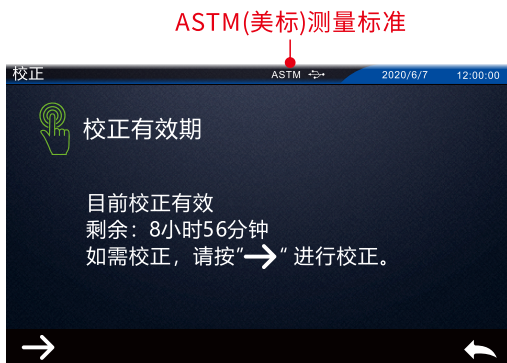 ASTM(美标)测量标准
校正 ASTM 2020/6/7 12:00:00
校正有效期
目前校正有效
剩余：8小时56分钟
如需校正，请按"→“进行校正。